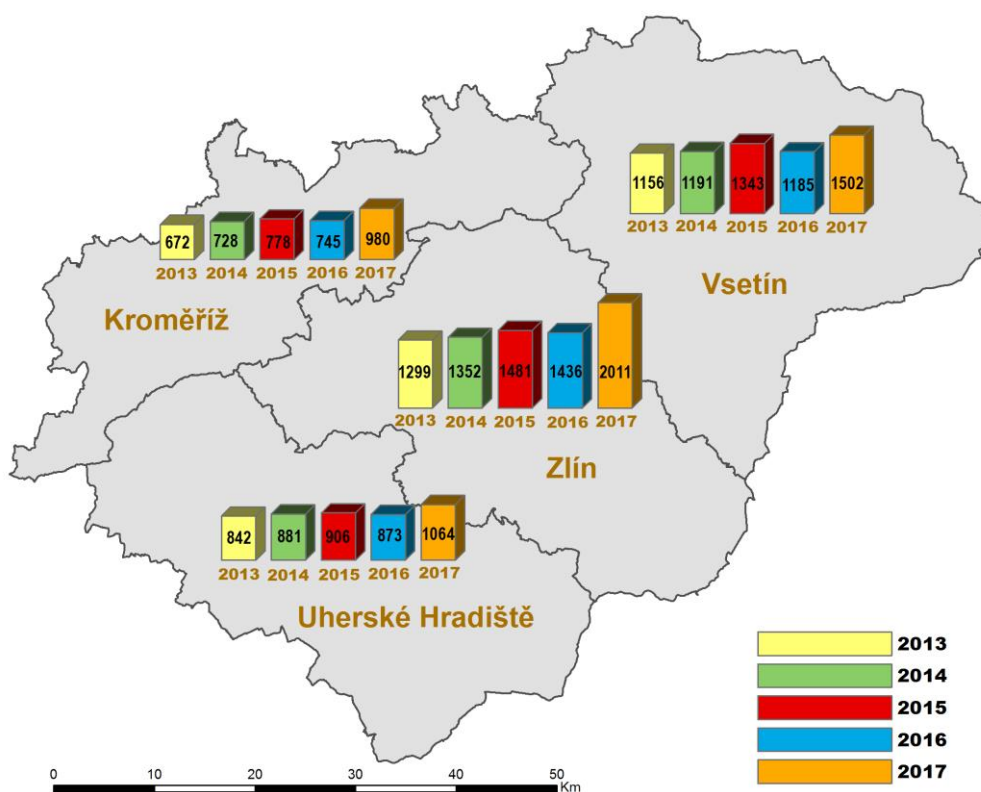 1156 1191 1343 1185 1502
2013 2014 2015 2016 2017
Vsetín
672 728 778 745 980
2013 2014 2015 2016 2017
Kroměříž
1299 1352 1481 1436 2011
2013 2014 2015 2016 2017
Zlín
842 881 906 873 1064
2013 2014 2015 2016 2017
Uherské Hradiště
2013
2014
2015
2016
2017
0 10 20 30 40 50
Km